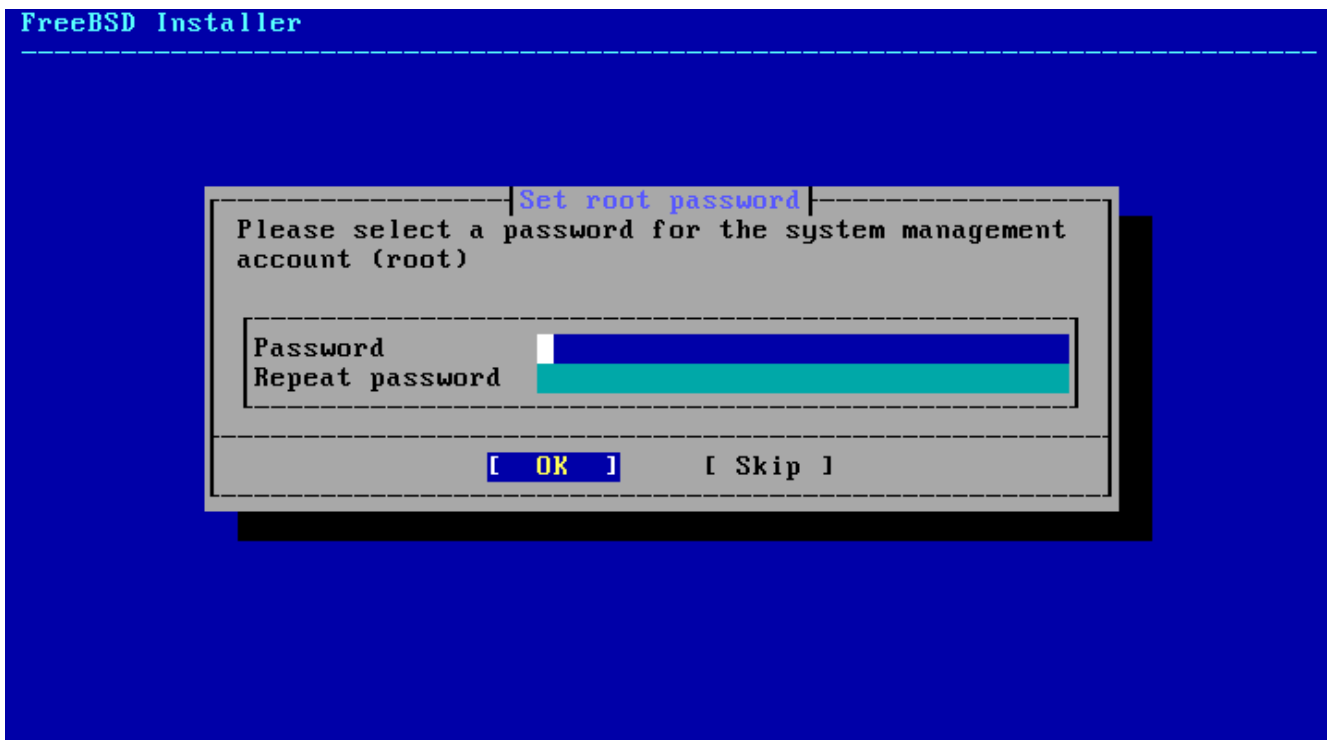 FreeBSD Installer
Set root password
Please select a password for the system management
account (root)
Password
Repeat password
[ OK ] [ Skip ]